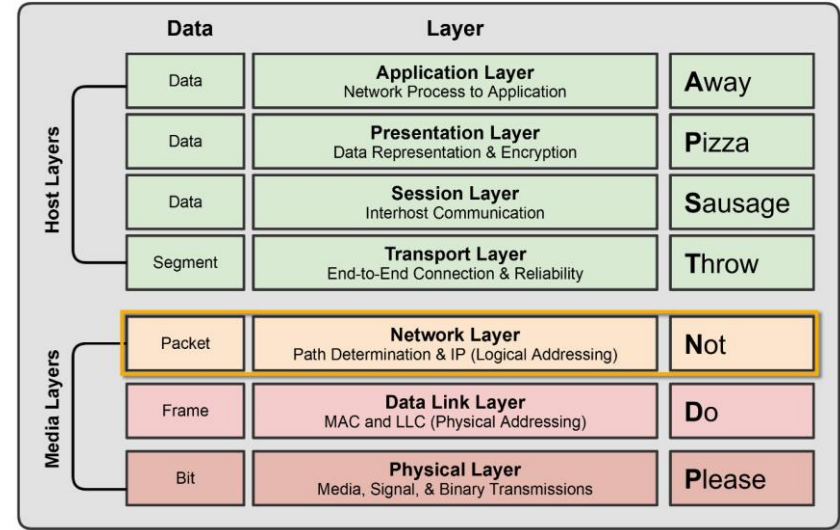 Data
Layer
Host Layers
Data
Application Layer
Network Process to Application
Away
Data
Presentation Layer
Data Representation & Encryption
Pizza
Data
Session Layer
Interhost Communication
Sausage
Segment
Transport Layer
End-to-End Connection & Reliability
Throw
Media Layers
Packet
Network Layer
Path Determination & IP (Logical Addressing)
Not
Frame
Data Link Layer
MAC and LLC (Physical Addressing)
Do
Bit
Physical Layer
Media, Signal, & Binary Transmissions
Please